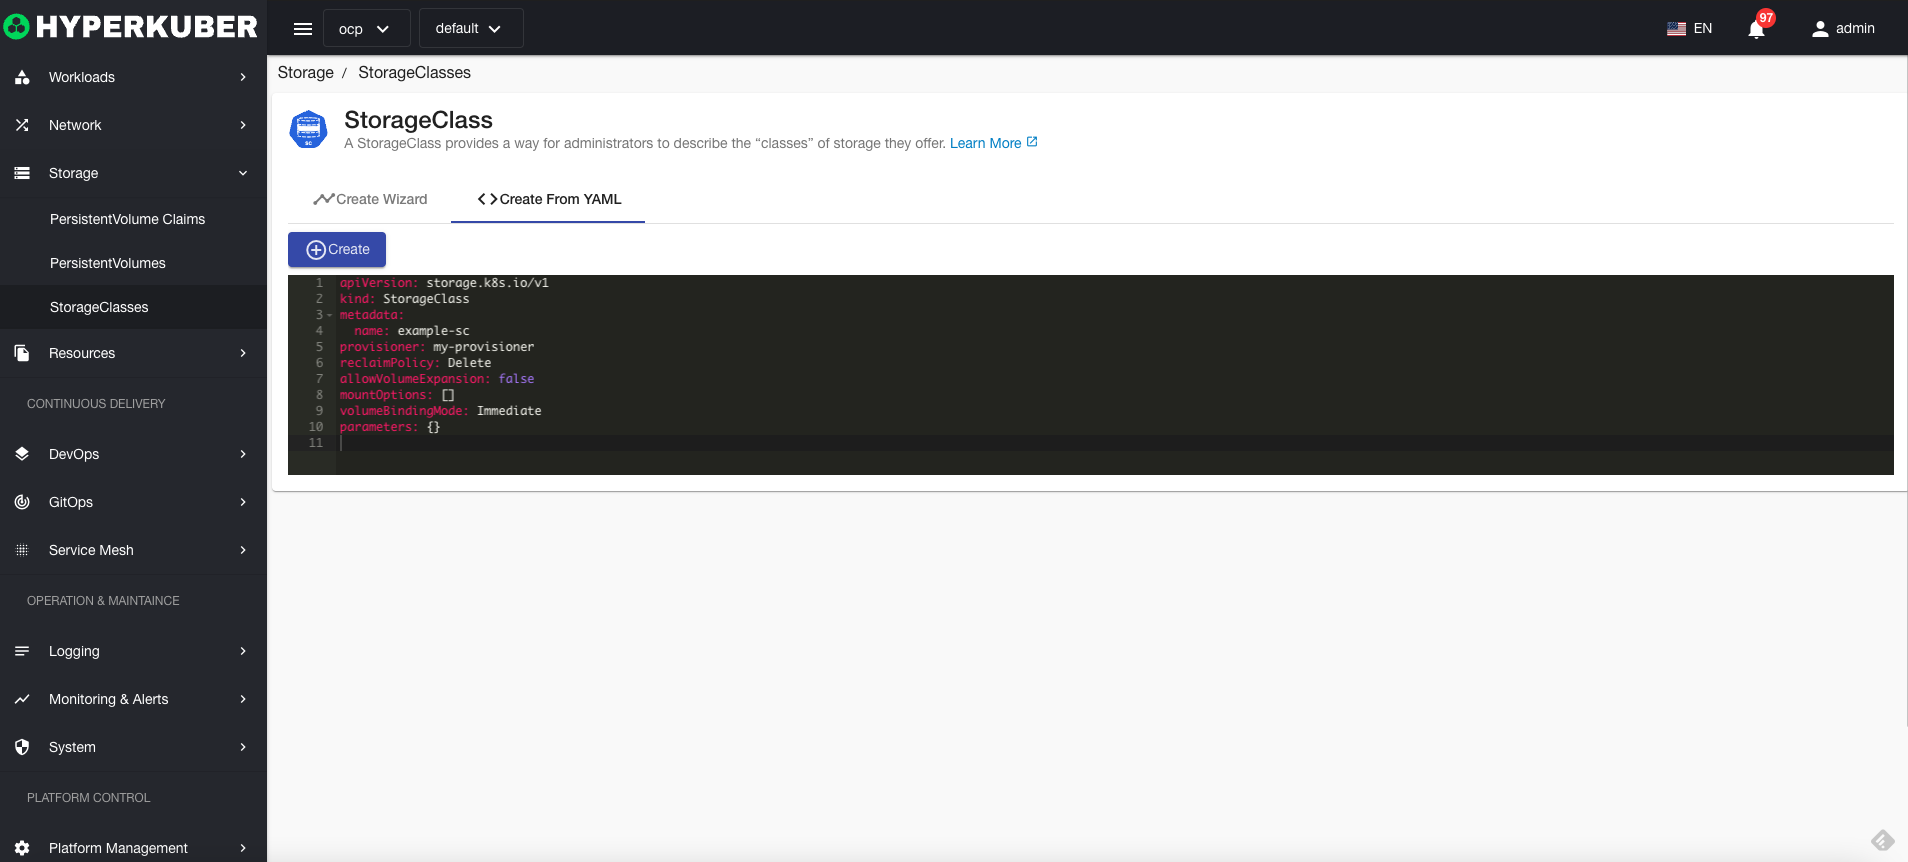 HYPERKUBER
ocp
default
EN
97
admin
Workloads
Network
Storage
PersistentVolume Claims
PersistentVolumes
StorageClasses
Resources
CONTINUOUS DELIVERY
DevOps
GitOps
Service Mesh
OPERATION & MAINTAINCE
Logging
Monitoring & Alerts
System
PLATFORM CONTROL
Platform Management
Storage / StorageClasses
sc
StorageClass
A StorageClass provides a way for administrators to describe the “classes” of storage they offer. Learn More
Create Wizard
Create From YAML
Create
1 apiVersion: storage.k8s.io/v1
2 kind: StorageClass
3 metadata:
4 name: example-sc
5 provisioner: my-provisioner
6 reclaimPolicy: Delete
7 allowVolumeExpansion: false
8 mountOptions: []
9 volumeBindingMode: Immediate
10 parameters: {}
11